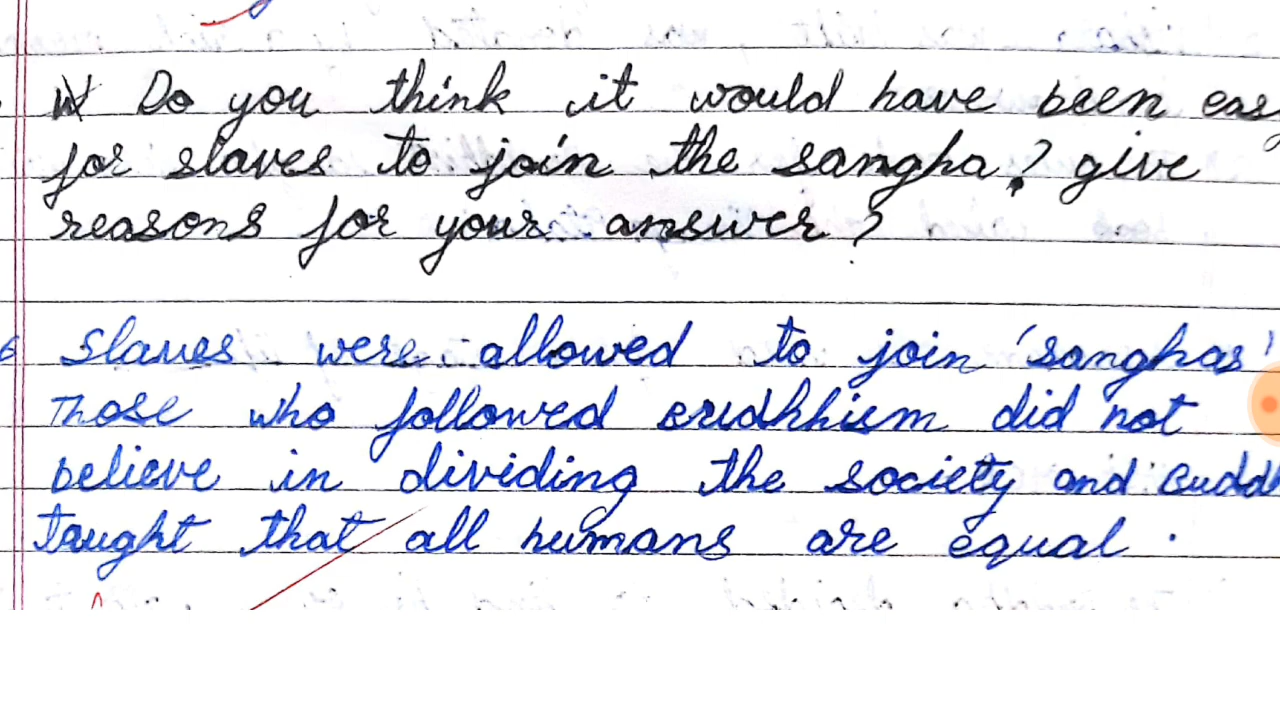 Do you think it would have been easy
for slaves to join the sangha? give
reasons for your answer?
Slaves were allowed to join 'sanghas'
Those who followed Budhhism did not
believe in dividing the society and Budd
taught that all humans are equal.